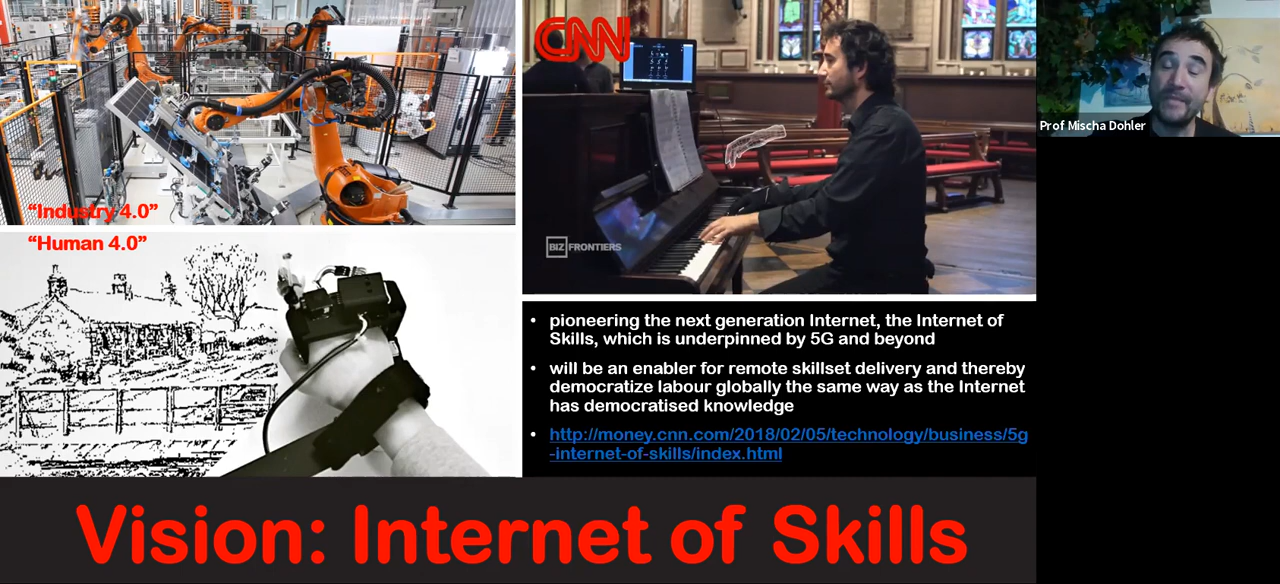 "Industry 4.0"
"Human 4.0"
CNN
BIZ FRONTIERS
• pioneering the next generation Internet, the Internet of
Skills, which is underpinned by 5G and beyond
• will be an enabler for remote skillset delivery and thereby
democratize labour globally the same way as the Internet
has democratised knowledge
• http://money.cnn.com/2018/02/05/technology/business/5g
-internet-of-skills/index.html
Vision: Internet of Skills
Prof Mischa Dohler